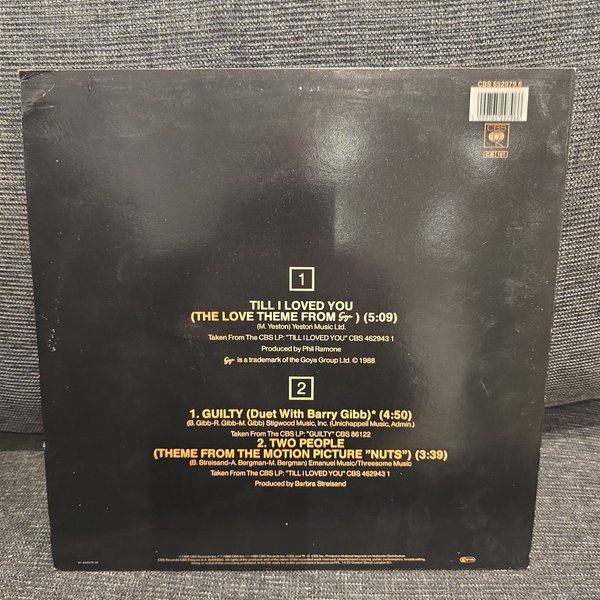 CBS 652979 6
CBS
1
TILL I LOVED YOU
(THE LOVE THEME FROM Goya) (5:09)
(M. Yeston) Yeston Music Ltd.
Taken From The CBS LP: "TILL I LOVED YOU" CBS 462943 1
Produced by Phil Ramone
Goya is a trademark of the Goya Group Ltd. © 1988
2
1. GUILTY (Duet With Barry Gibb)* (4:50)
(B. Gibb-R. Gibb-M. Gibb) Stigwood Music, Inc. (Unichappell Music, Admin.)
Taken From The CBS LP: "GUILTY" CBS 86122
2. TWO PEOPLE
(THEME FROM THE MOTION PICTURE "NUTS") (3:39)
(B. Streisand-A. Bergman-M. Bergman) Emanuel Music/Threesome Music
Taken From The CBS LP: "TILL I LOVED YOU" CBS 462943 1
Produced by Barbra Streisand